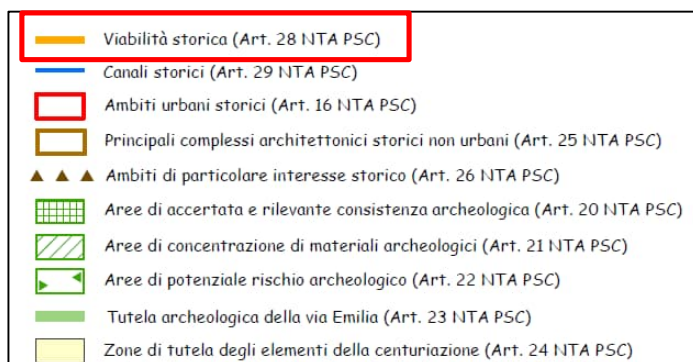 Viabilità storica (Art. 28 NTA PSC)
Canali storici (Art. 29 NTA PSC)
Ambiti urbani storici (Art. 16 NTA PSC)
Principali complessi architettonici storici non urbani (Art. 25 NTA PSC)
Ambiti di particolare interesse storico (Art. 26 NTA PSC)
Aree di accertata e rilevante consistenza archeologica (Art. 20 NTA PSC)
Aree di concentrazione di materiali archeologici (Art. 21 NTA PSC)
Aree di potenziale rischio archeologico (Art. 22 NTA PSC)
Tutela archeologica della via Emilia (Art. 23 NTA PSC)
Zone di tutela degli elementi della centuriazione (Art. 24 NTA PSC)